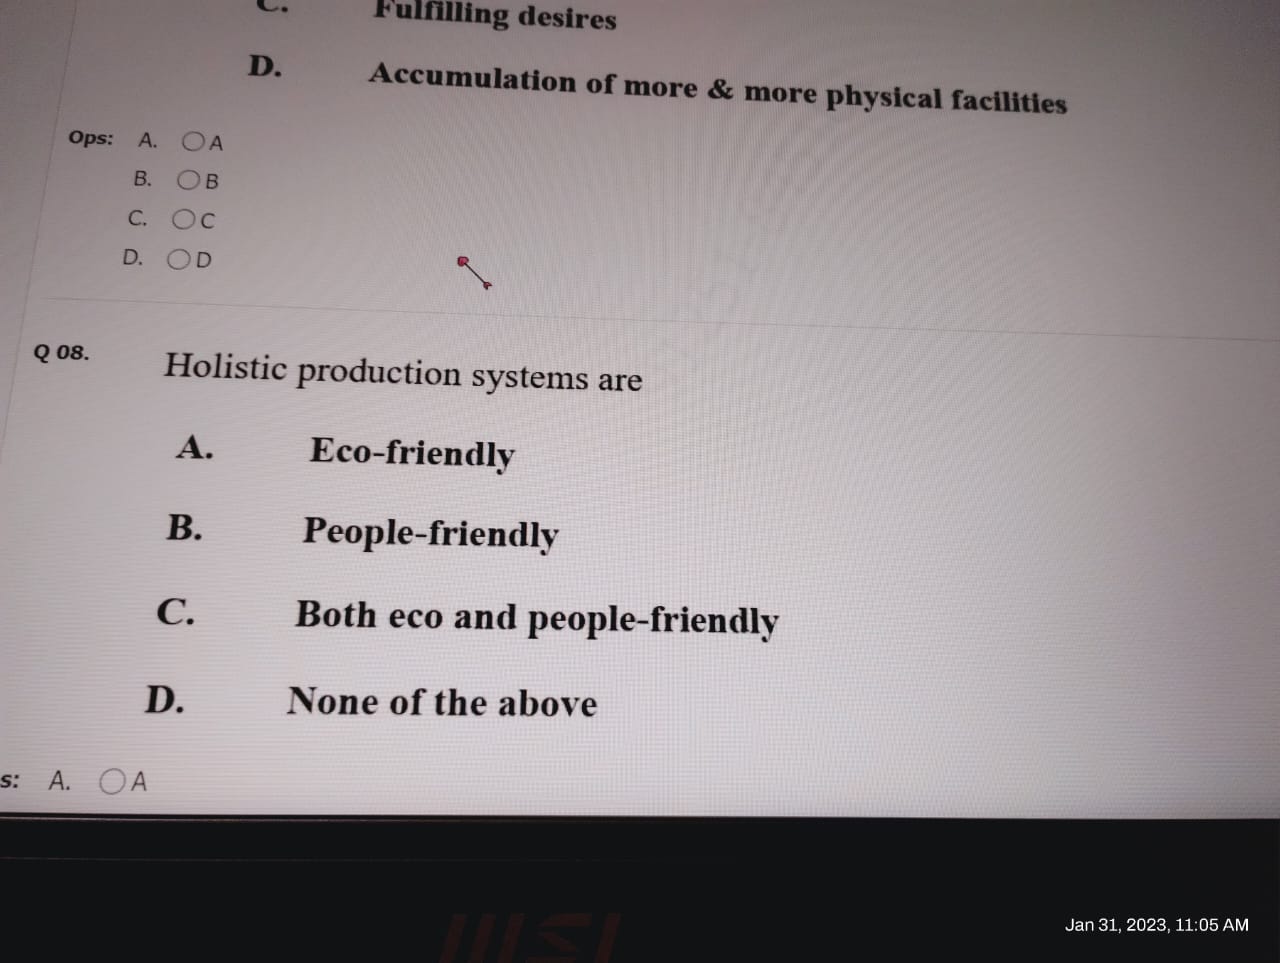 C. Fulfilling desires
D. Accumulation of more & more physical facilities
Ops: A. A
B. B
C. C
D. D
Q 08. Holistic production systems are
A. Eco-friendly
B. People-friendly
C. Both eco and people-friendly
D. None of the above
s: A. A
msi
Jan 31, 2023, 11:05 AM